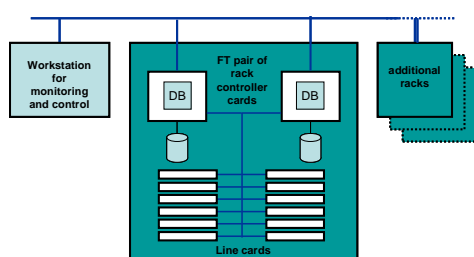 Workstation
for
monitoring
and control
FT pair of
rack
controller
cards
DB
DB
additional
racks
Line cards